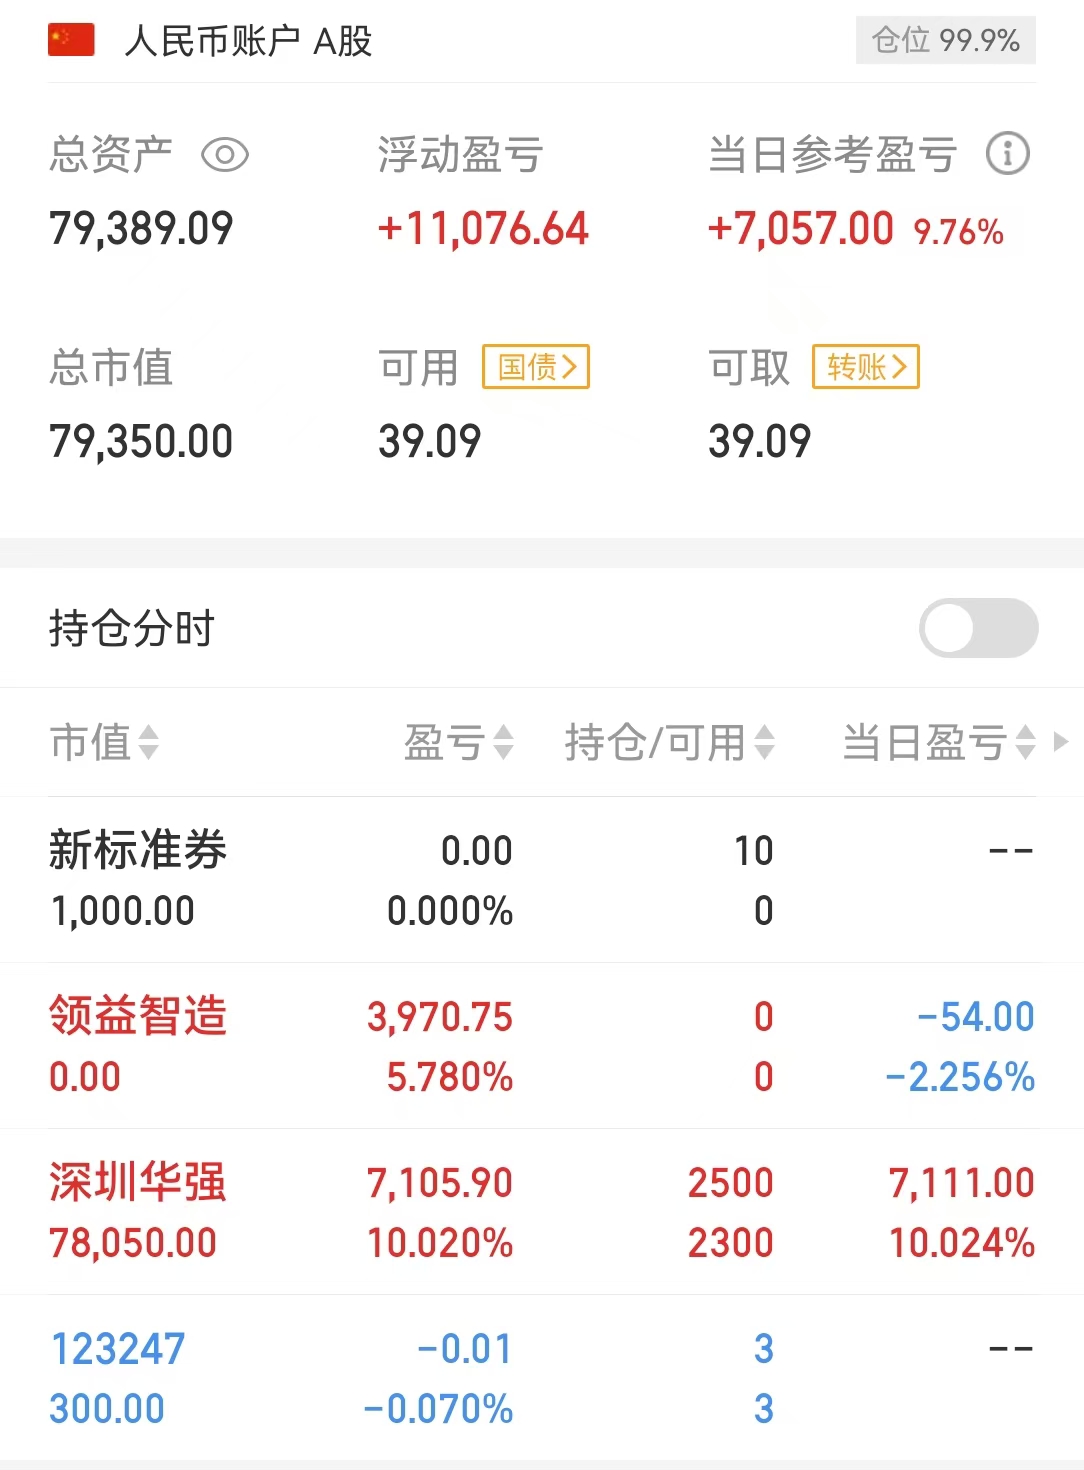 人民币账户 A股 仓位 99.9%
总资产 浮动盈亏 当日参考盈亏
79,389.09 +11,076.64 +7,057.00 9.76%
总市值 可用 国债> 可取 转账>
79,350.00 39.09 39.09
持仓分时
市值 盈亏 持仓/可用 当日盈亏
新标准券 0.00 10 --
1,000.00 0.000% 0
领益智造 3,970.75 0 -54.00
0.00 5.780% 0 -2.256%
深圳华强 7,105.90 2500 7,111.00
78,050.00 10.020% 2300 10.024%
123247 -0.01 3 --
300.00 -0.070% 3